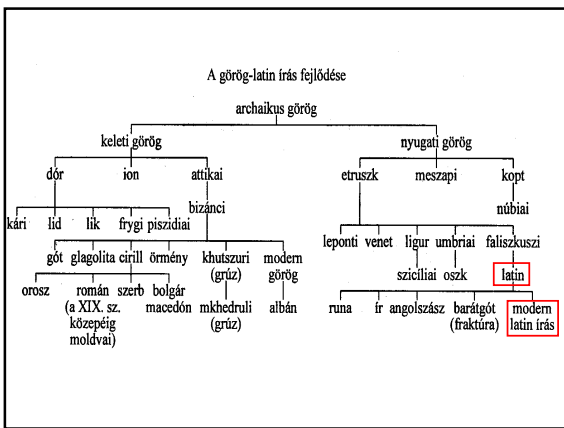 A görög-latin írás fejlődése
archaikus görög
keleti görög nyugati görög
dór ion attikai etruszk meszapi kopt
bizánci núbiai
kári lid lik frygi piszidiai
leponti venet ligur umbriai faliszkuszi
gót glagolita cirill örmény khutszuri modern
(grúz) görög
szicíliai oszk latin
orosz román szerb bolgár mkhedruli albán
(a XIX. sz. macedón (grúz)
közepéig
moldvai)
runa ír angolszász barátgót modern
(fraktúra) latin írás